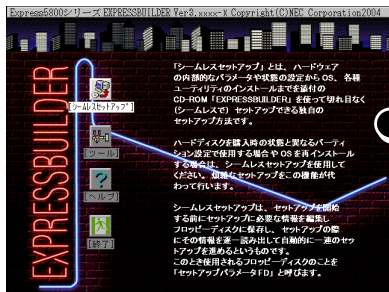 Express5800シリーズ EXPRESSBUILDER Ver3.xxxx-X Copyright(C)NEC Corporation2004
EXPRESSBUILDER
[シームレスセットアップ]
[ツール]
[ヘルプ]
[終了]
「シームレスセットアップ」とは、ハードウェア
の内部的なパラメータや状態の設定からOS、各種
ユーティリティのインストールまでを添付の
CD-ROM「EXPRESSBUILDER」を使って切れ目なく
(シームレスで)セットアップできる独自の
セットアップ方法です。
ハードディスクを購入時の状態と異なるパーティ
ション設定で使用する場合やOSを再インストール
する場合は、シームレスセットアップを使用して
ください。煩雑なセットアップをこの機能が代
わって行います。
シームレスセットアップは、セットアップを開始
する前にセットアップに必要な情報を編集し
フロッピーディスクに保存し、セットアップの際
にその情報を逐一読み出して自動的に一連のセッ
トアップを進めるというものです。
このとき使用されるフロッピーディスクのことを
「セットアップパラメータFD」と呼びます。